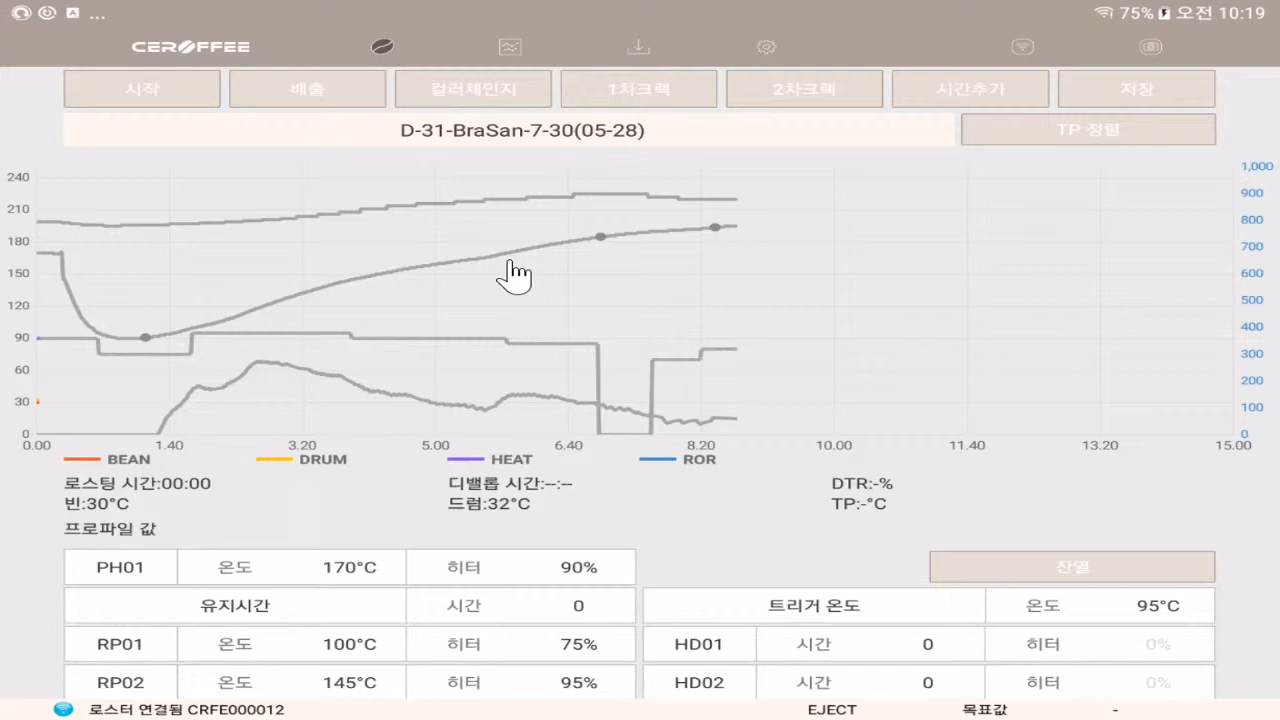 A ... 75% 오전 10:19
CEROFFEE
시작 배출 컬러체인지 1차크랙 2차크랙 시간추가 저장
D-31-BraSan-7-30(05-28) TP 정렬
1,000
240 900
210 800
180 700
150 600
500
120 400
90 300
60 200
30 100
0 0
0.00 1.40 3.20 5.00 6.40 8.20 10.00 11.40 13.20 15.00
BEAN DRUM HEAT ROR
로스팅 시간:00:00 디밸롭 시간:--:-- DTR:-%
빈:30°C 드럼:32°C TP:-°C
프로파일 값
PH01 온도 170°C 히터 90% 잔열
유지시간 시간 0 트리거 온도 온도 95°C
RP01 온도 100°C 히터 75% HD01 시간 0 히터 0%
RP02 온도 145°C 히터 95% HD02 시간 0 히터 0%
로스터 연결됨 CRFE000012 EJECT 목표값 -